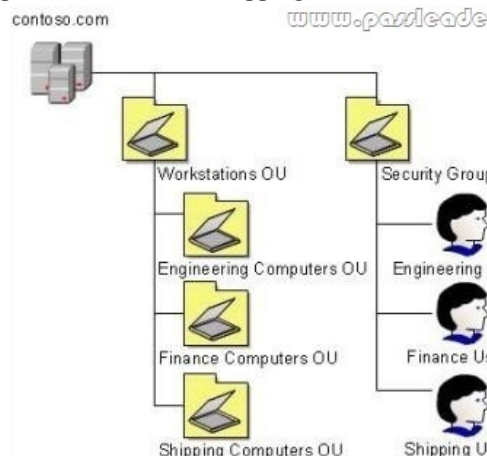 contoso.com
www.passleade
Workstations OU
Security Group
Engineering Computers OU
Engineering
Finance Computers OU
Finance Us
Shipping Computers OU
Shipping U